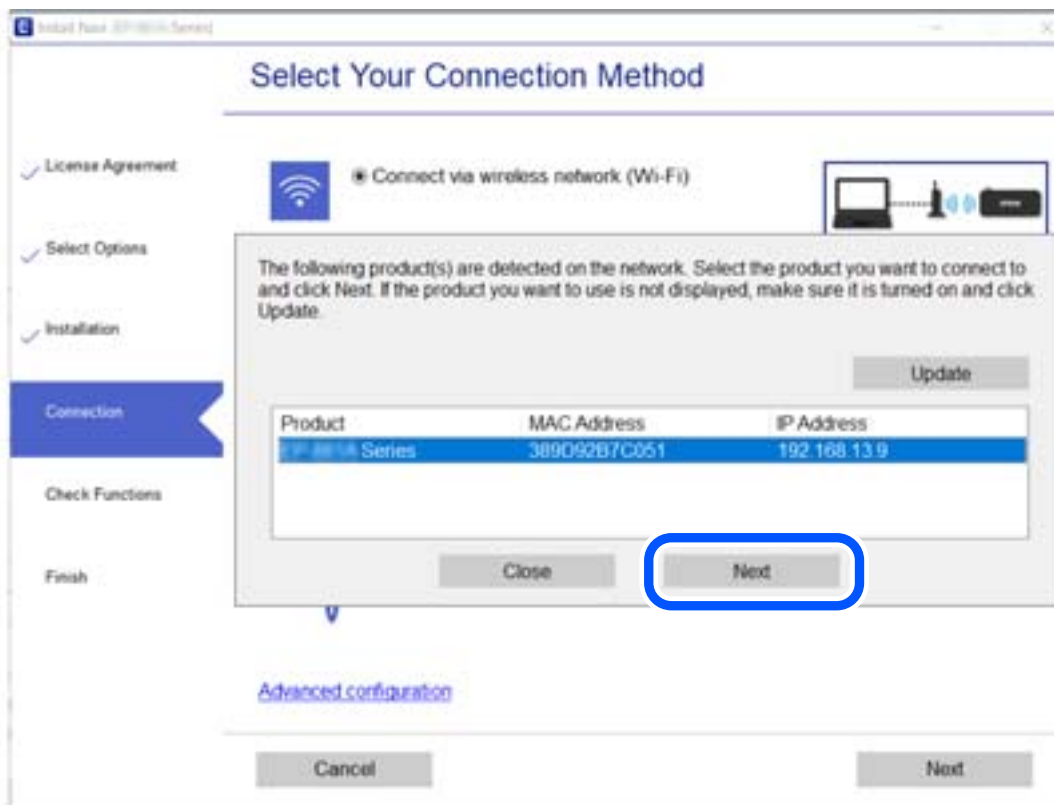 Install
Series
Select Your Connection Method
License Agreement
Select Options
Installation
Connection
Check Functions
Finish
Connect via wireless network (Wi-Fi)
The following product(s) are detected on the network. Select the product you want to connect to
and click Next. If the product you want to use is not displayed, make sure it is turned on and click
Update.
Update
Product MAC Address IP Address
Series 389D92B7C051 192.168.13.9
Close Next
Advanced configuration
Cancel Next